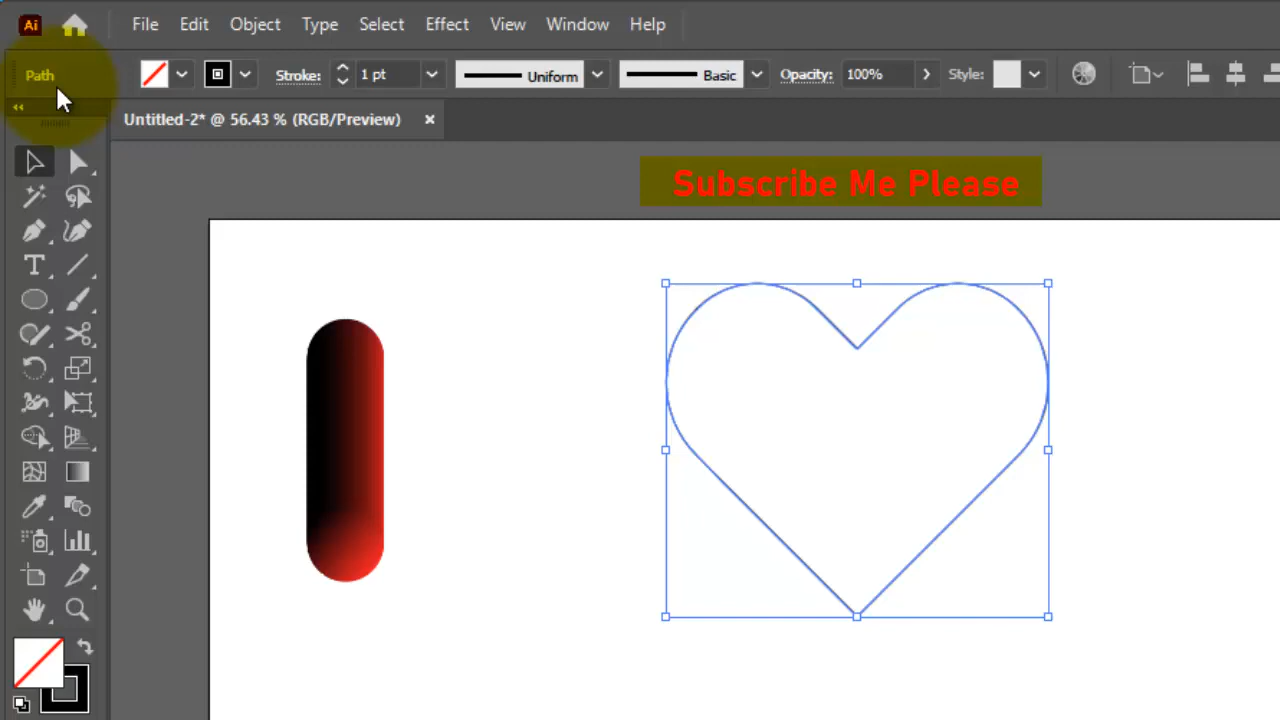 Ai File Edit Object Type Select Effect View Window Help
Path Stroke: 1 pt Uniform Basic Opacity: 100% Style:
Untitled-2* @ 56.43 % (RGB/Preview) ×
Subscribe Me Please